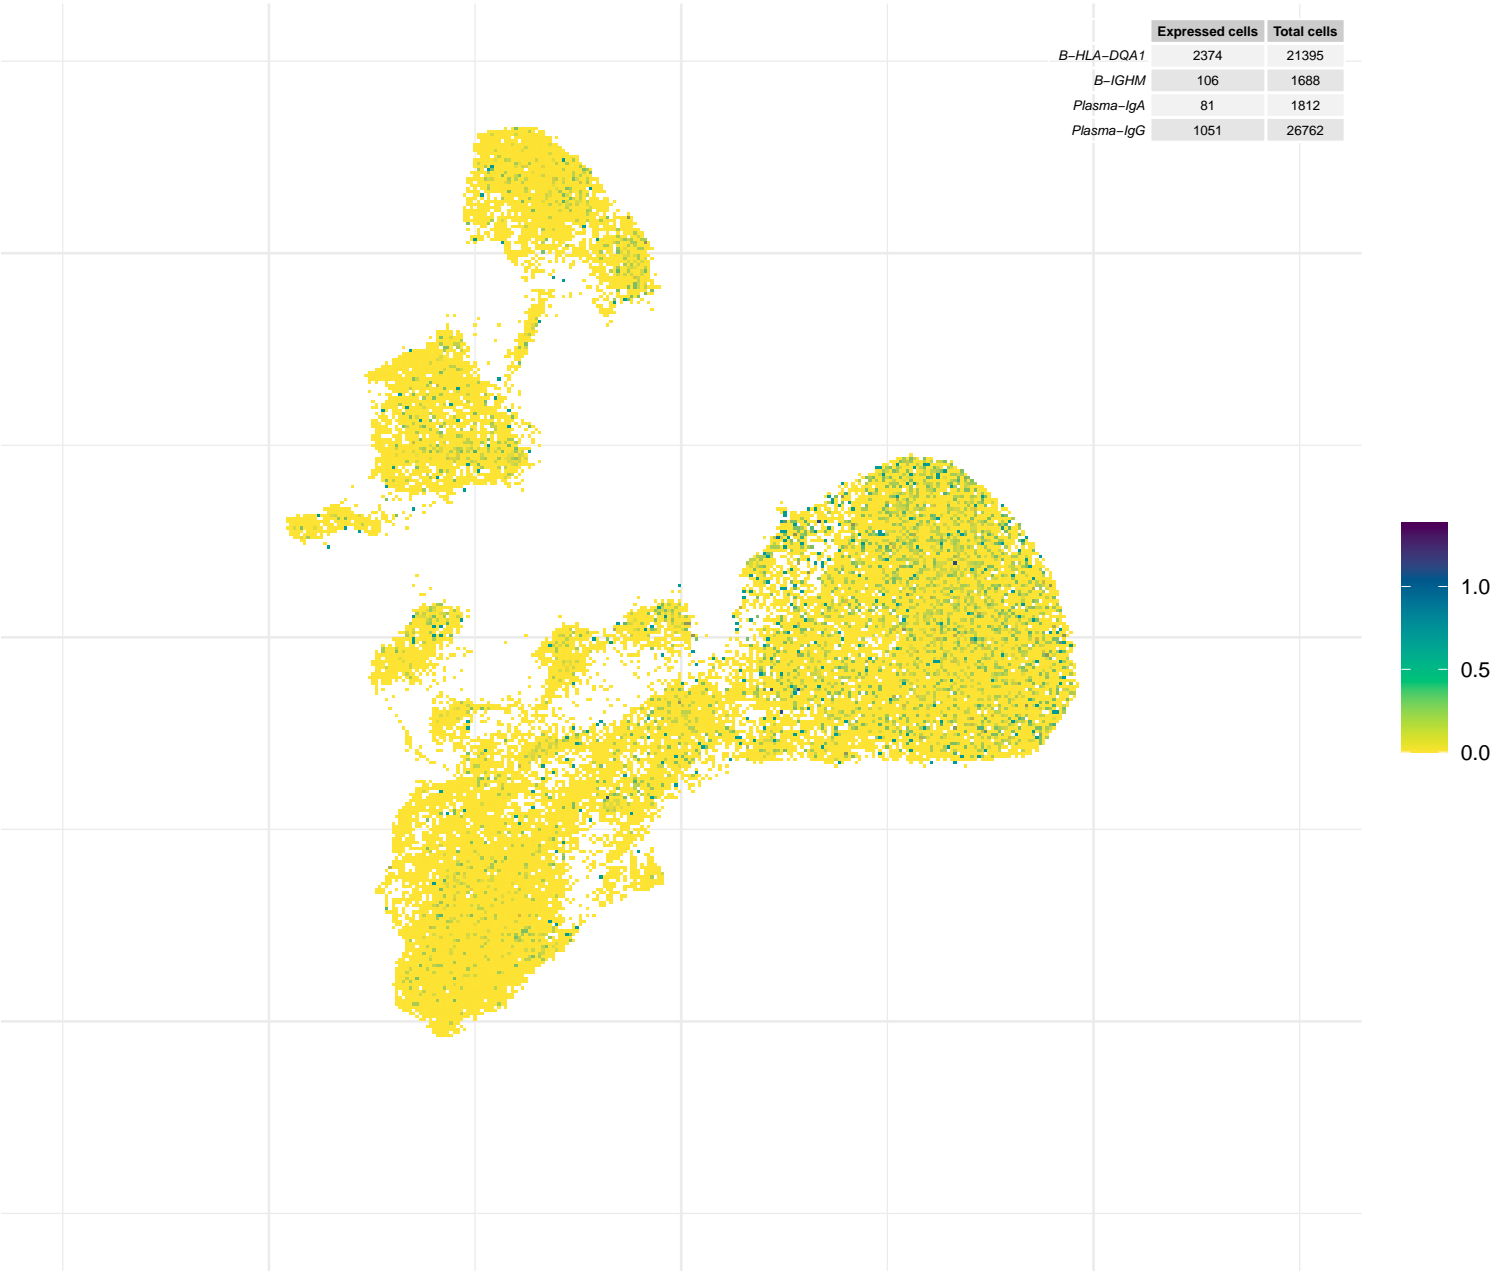 Expressed cells Total cells
B−HLA−DQA1 2374 21395
B−IGHM 106 1688
Plasma−IgA 81 1812
Plasma−IgG 1051 26762
1.0
0.5
0.0